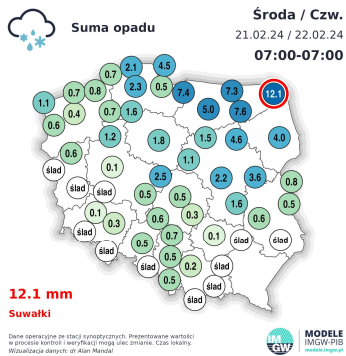 Suma opadu
Środa / Czw.
21.02.24 / 22.02.24
07:00-07:00
4.5
2.1
0.7
2.3
0.5
7.4
7.3
12.1
0.7
0.8
1.1
0.4
0.7
1.6
5.0
7.6
0.6
1.2
1.8
1.5
4.6
4.0
0.6
0.1
1.1
ślad
2.5
2.2
3.6
0.8
ślad
ślad
0.5
0.5
1.6
0.5
0.1
0.3
0.6
0.3
0.6
ślad
0.7
0.1
ślad
ślad
0.5
0.5
0.2
ślad
ślad
0.5
ślad
ślad
12.1 mm
Suwałki
Dane operacyjne ze stacji synoptycznych. Prezentowane wartości
w procesie kontroli i weryfikacji mogą ulec zmianie. Czas lokalny.
Wizualizacja danych: dr Alan Mandal
IM
GW
MODELE
IMGW-PIB
modele.imgw.pl